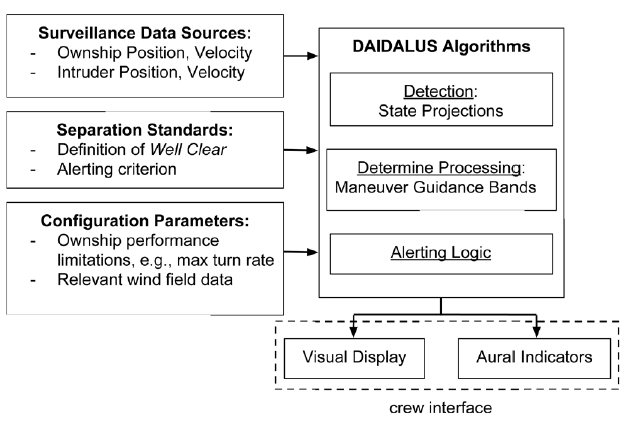 Surveillance Data Sources:
- Ownship Position, Velocity
- Intruder Position, Velocity
Separation Standards:
- Definition of Well Clear
- Alerting criterion
Configuration Parameters:
- Ownship performance
limitations, e.g., max turn rate
- Relevant wind field data
DAIDALUS Algorithms
Detection:
State Projections
Determine Processing:
Maneuver Guidance Bands
Alerting Logic
Visual Display
Aural Indicators
crew interface